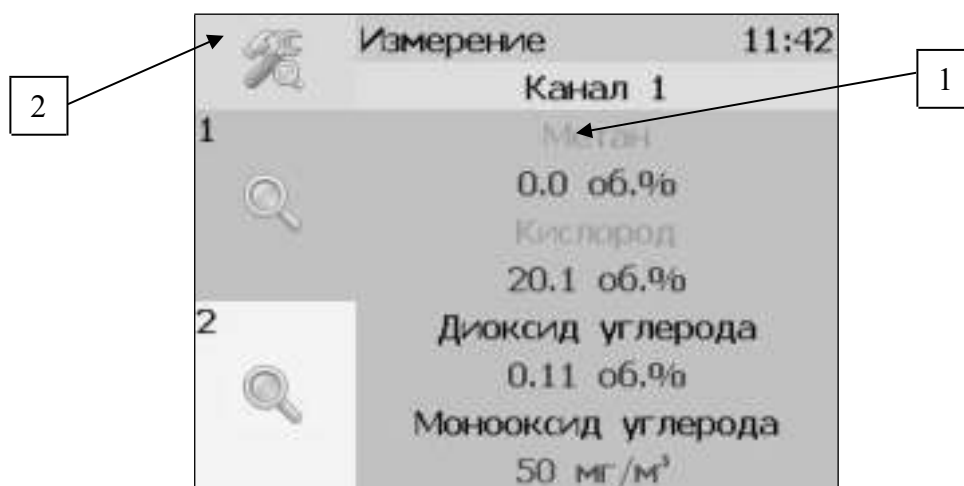 Измерение 11:42
Канал 1
Метан
0.0 об.%
Кислород
20.1 об.%
Диоксид углерода
0.11 об.%
Монооксид углерода
50 мг/м³
1
2
2
1